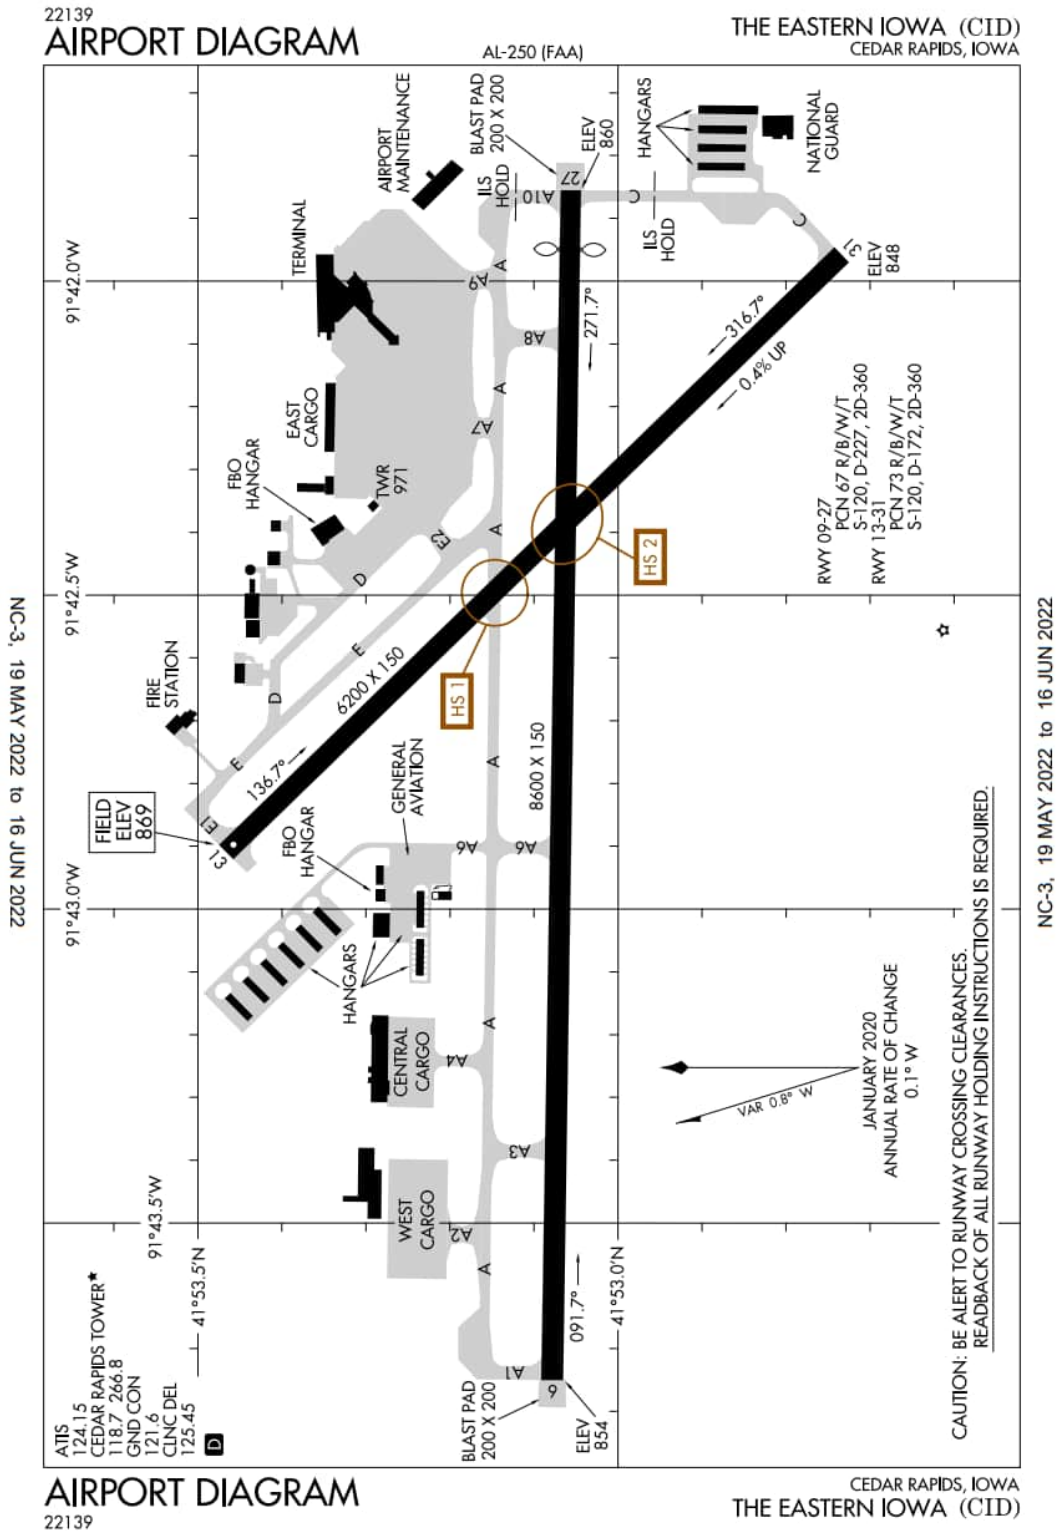 22139
AIRPORT DIAGRAM
AL-250 (FAA)
THE EASTERN IOWA (CID)
CEDAR RAPIDS, IOWA
AIRPORT
MAINTENANCE
BLAST PAD
200 X 200
ELEV
860
HANGARS
NATIONAL
GUARD
ILS
HOLD
A10
27
C
ILS
HOLD
C
31
ELEV
848
TERMINAL
91°42.0'W
A
A9
A8
271.7°
316.7°
0.4% UP
A
A7
EAST
CARGO
FBO
HANGAR
TWR
971
E2
A
HS 2
RWY 09-27
PCN 67 R/B/W/T
S-120, D-227, 2D-360
RWY 13-31
PCN 73 R/B/W/T
S-120, D-172, 2D-360
91°42.5'W
D
E
D
6200 X 150
HS 1
FIRE
STATION
E
136.7°
E1
13
FIELD
ELEV
869
GENERAL
AVIATION
FBO
HANGAR
A
8600 X 150
A6
A6
91°43.0'W
HANGARS
A
CENTRAL
CARGO
A4
A3
VAR 0.8° W
JANUARY 2020
ANNUAL RATE OF CHANGE
0.1° W
91°43.5'W
WEST
CARGO
A2
A
41°53.5'N
41°53.0'N
091.7°
A1
9
BLAST PAD
200 X 200
ELEV
854
CAUTION: BE ALERT TO RUNWAY CROSSING CLEARANCES.
READBACK OF ALL RUNWAY HOLDING INSTRUCTIONS IS REQUIRED.
ATIS
124.15
CEDAR RAPIDS TOWER★
118.7 266.8
GND CON
121.6
CLNC DEL
125.45
D
NC-3, 19 MAY 2022 to 16 JUN 2022
NC-3, 19 MAY 2022 to 16 JUN 2022
AIRPORT DIAGRAM
22139
CEDAR RAPIDS, IOWA
THE EASTERN IOWA (CID)